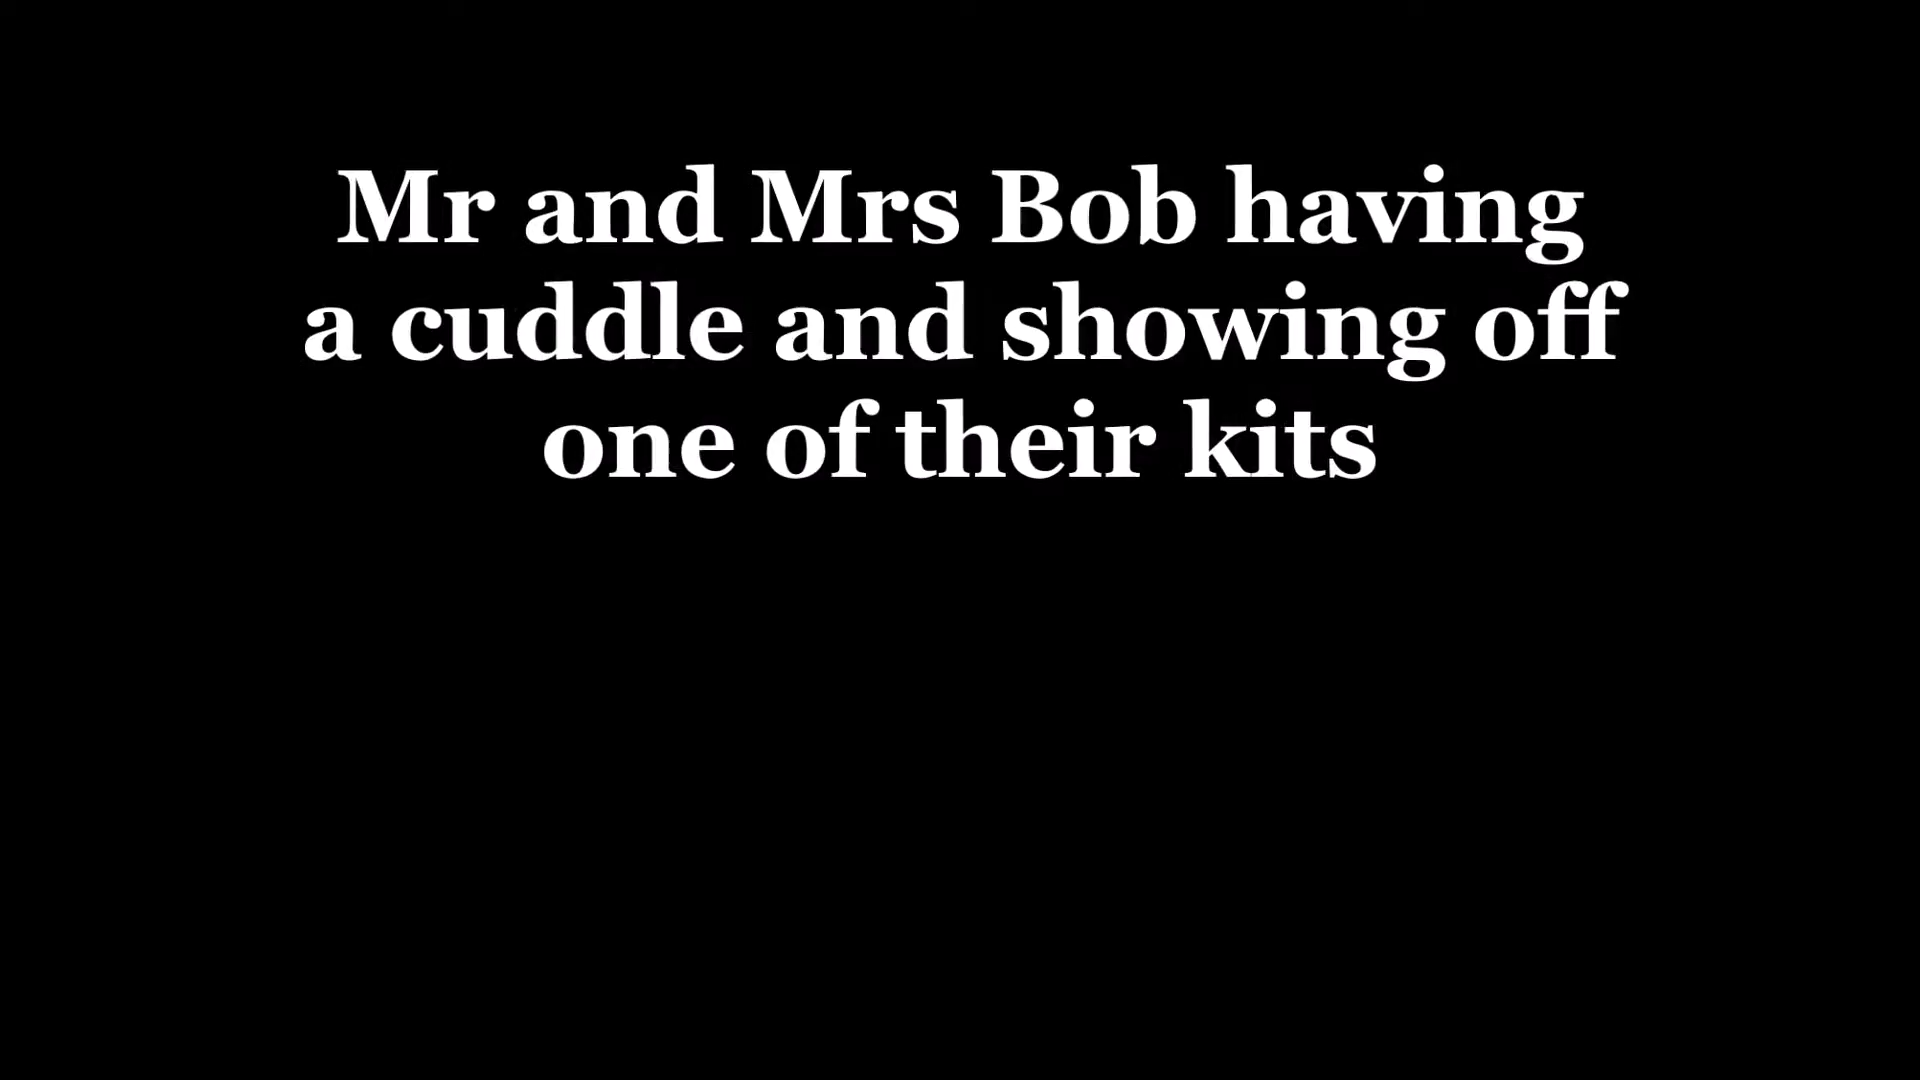 Mr and Mrs Bob having
a cuddle and showing off
one of their kits